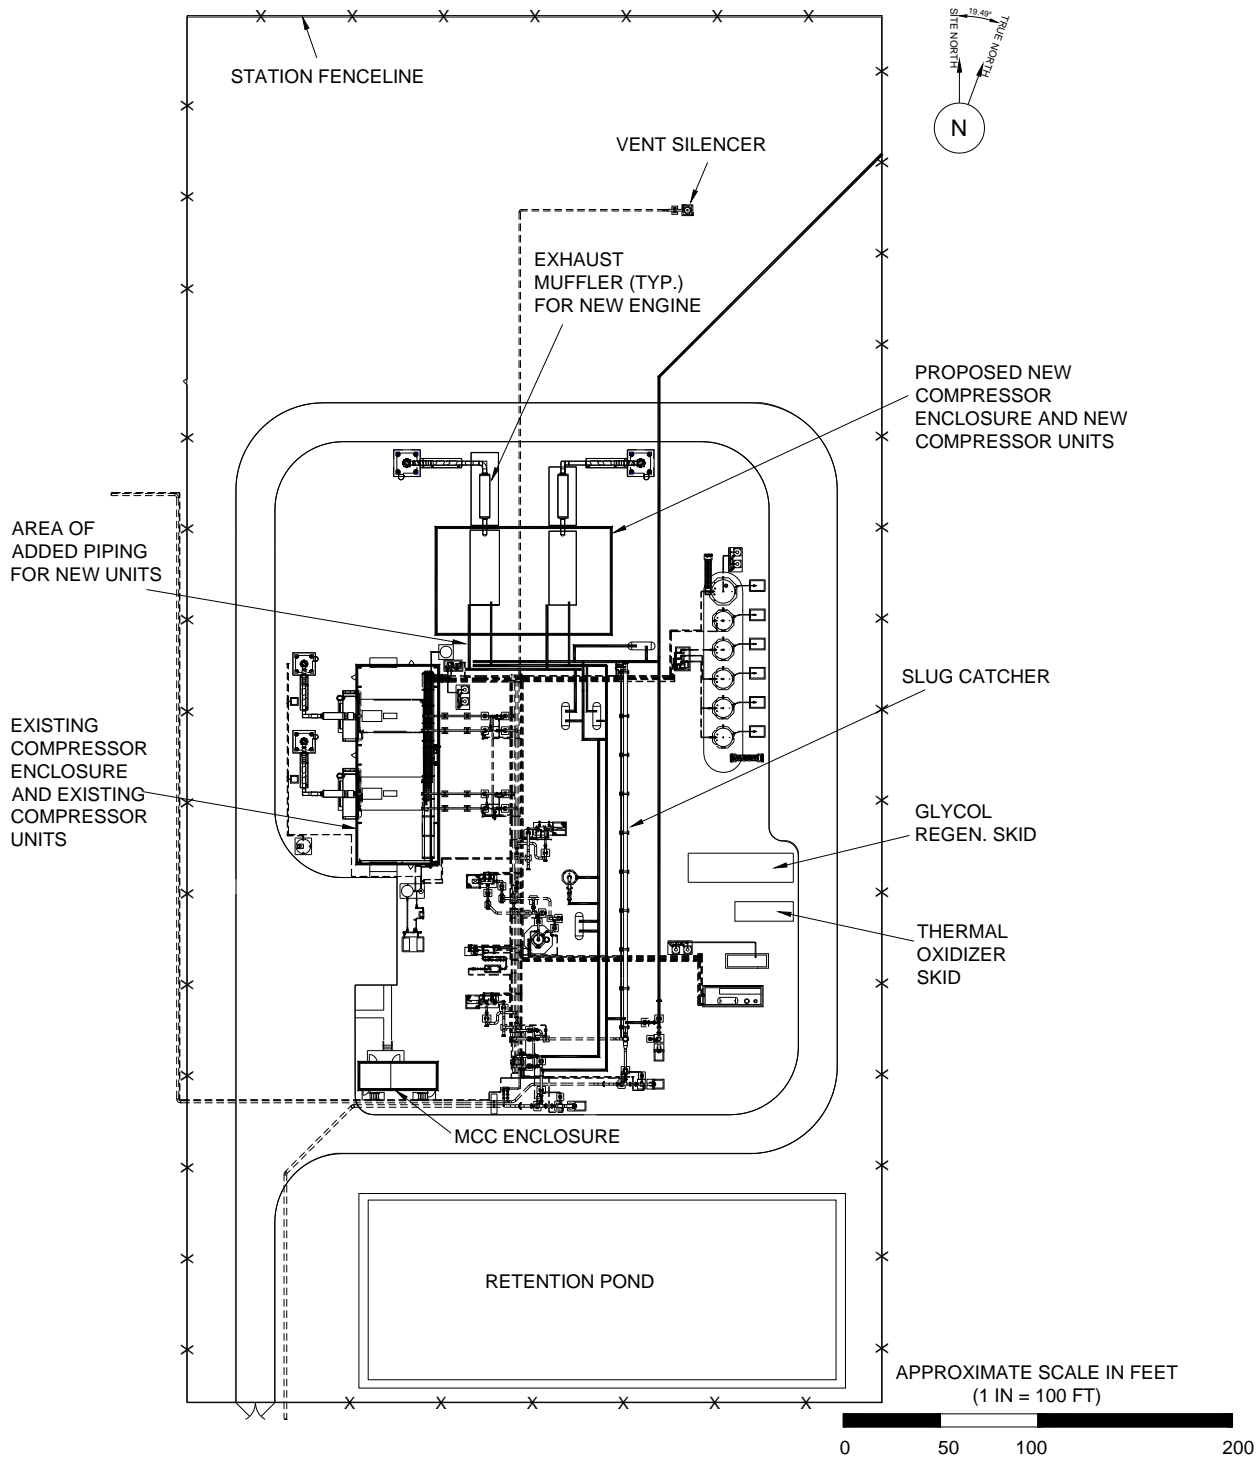 SITE NORTH
19.49°
TRUE NORTH
N
STATION FENCELINE
VENT SILENCER
EXHAUST
MUFFLER (TYP.)
FOR NEW ENGINE
PROPOSED NEW
COMPRESSOR
ENCLOSURE AND NEW
COMPRESSOR UNITS
AREA OF
ADDED PIPING
FOR NEW UNITS
SLUG CATCHER
EXISTING
COMPRESSOR
ENCLOSURE
AND EXISTING
COMPRESSOR
UNITS
GLYCOL
REGEN. SKID
THERMAL
OXIDIZER
SKID
MCC ENCLOSURE
RETENTION POND
APPROXIMATE SCALE IN FEET
(1 IN = 100 FT)
0 50 100 200